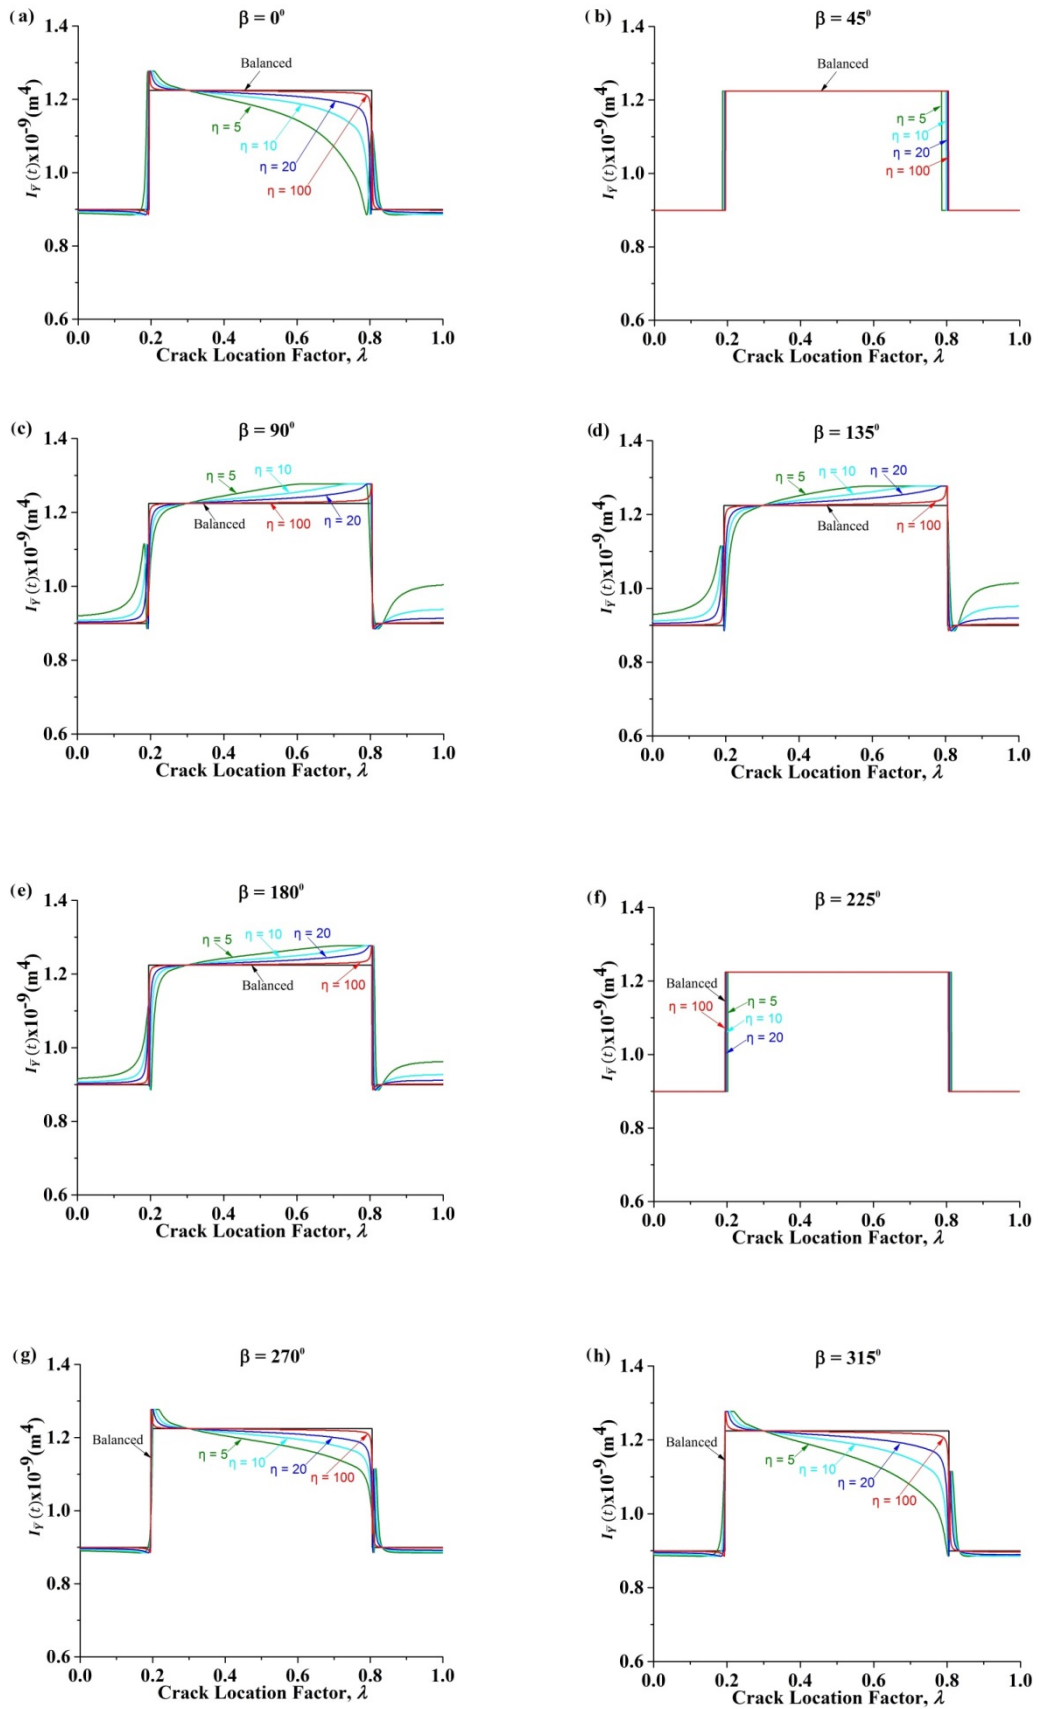 (a) β = 0⁰
1.4
1.2
1.0
0.8
0.6
I_Ȳ(t)x10⁻⁹(m⁴)
Balanced
η = 5
η = 10
η = 20
η = 100
0.0 0.2 0.4 0.6 0.8 1.0
Crack Location Factor, λ
(b) β = 45⁰
1.4
1.2
1.0
0.8
0.6
I_Ȳ(t)x10⁻⁹(m⁴)
Balanced
η = 5
η = 10
η = 20
η = 100
0.0 0.2 0.4 0.6 0.8 1.0
Crack Location Factor, λ
(c) β = 90⁰
1.4
1.2
1.0
0.8
0.6
I_Ȳ(t)x10⁻⁹(m⁴)
η = 10
η = 5
Balanced
η = 100
η = 20
0.0 0.2 0.4 0.6 0.8 1.0
Crack Location Factor, λ
(d) β = 135⁰
1.4
1.2
1.0
0.8
0.6
I_Ȳ(t)x10⁻⁹(m⁴)
η = 5
η = 10
η = 20
Balanced
η = 100
0.0 0.2 0.4 0.6 0.8 1.0
Crack Location Factor, λ
(e) β = 180⁰
1.4
1.2
1.0
0.8
0.6
I_Ȳ(t)x10⁻⁹(m⁴)
η = 5
η = 10
η = 20
Balanced
η = 100
0.0 0.2 0.4 0.6 0.8 1.0
Crack Location Factor, λ
(f) β = 225⁰
1.4
1.2
1.0
0.8
0.6
I_Ȳ(t)x10⁻⁹(m⁴)
Balanced
η = 100
η = 5
η = 10
η = 20
0.0 0.2 0.4 0.6 0.8 1.0
Crack Location Factor, λ
(g) β = 270⁰
1.4
1.2
1.0
0.8
0.6
I_Ȳ(t)x10⁻⁹(m⁴)
Balanced
η = 5
η = 10
η = 20
η = 100
0.0 0.2 0.4 0.6 0.8 1.0
Crack Location Factor, λ
(h) β = 315⁰
1.4
1.2
1.0
0.8
0.6
I_Ȳ(t)x10⁻⁹(m⁴)
Balanced
η = 5
η = 10
η = 20
η = 100
0.0 0.2 0.4 0.6 0.8 1.0
Crack Location Factor, λ